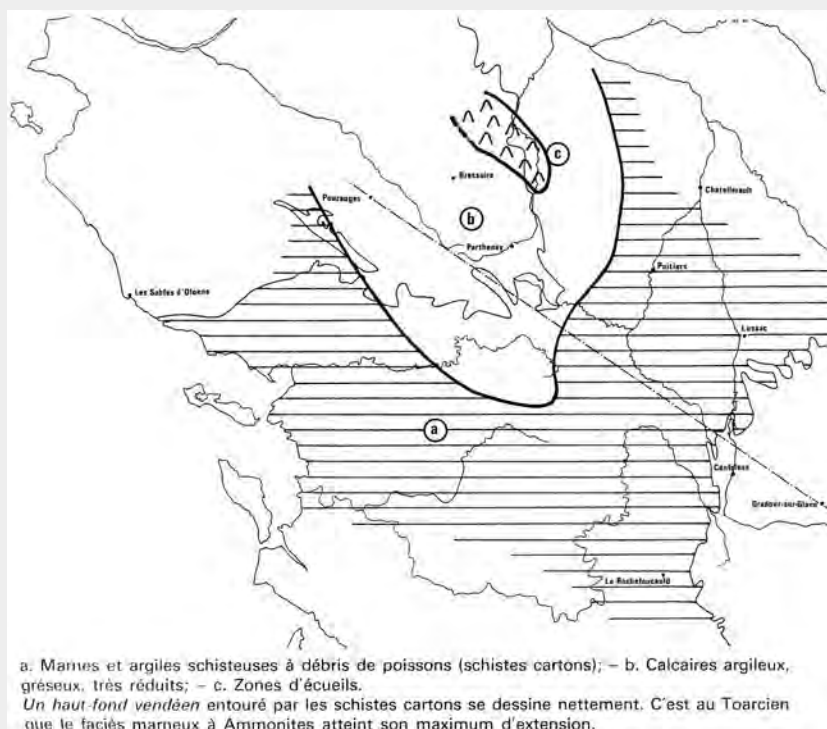 c
Bressuire
Chatellerault
Pouzauges
b
Parthenay
Poitiers
Les Sables d'Olonne
Lussac
a
Confolens
Oradour-sur-Glane
La Rochefoucauld
a. Marnes et argiles schisteuses à débris de poissons (schistes cartons); – b. Calcaires argileux,
gréseux, très réduits; – c. Zones d'écueils.
Un haut-fond vendéen entouré par les schistes cartons se dessine nettement. C'est au Toarcien
que le faciès marneux à Ammonites atteint son maximum d'extension.